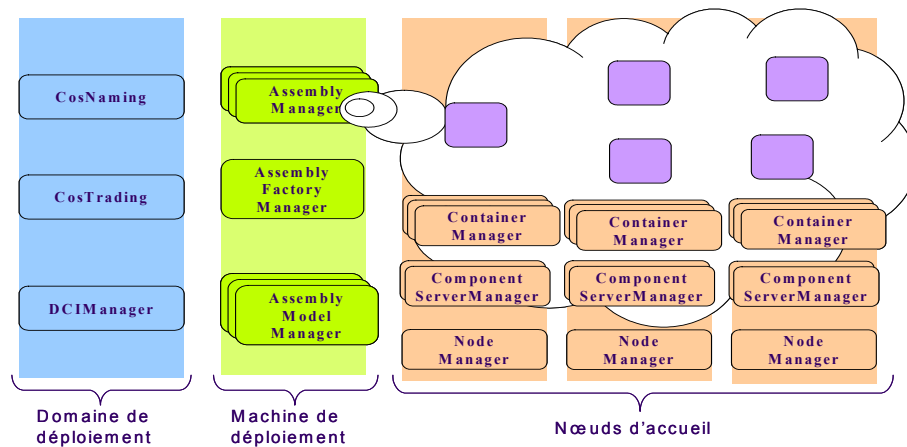 CosNaming
CosTrading
DCIManager
Domaine de
déploiement
Assembly
Manager
Assembly
Factory
Manager
Assembly
Model
Manager
Machine de
déploiement
Container
Manager
Container
Manager
Container
Manager
Component
ServerManager
Component
ServerManager
Component
ServerManager
Node
Manager
Node
Manager
Node
Manager
Nœuds d'accueil